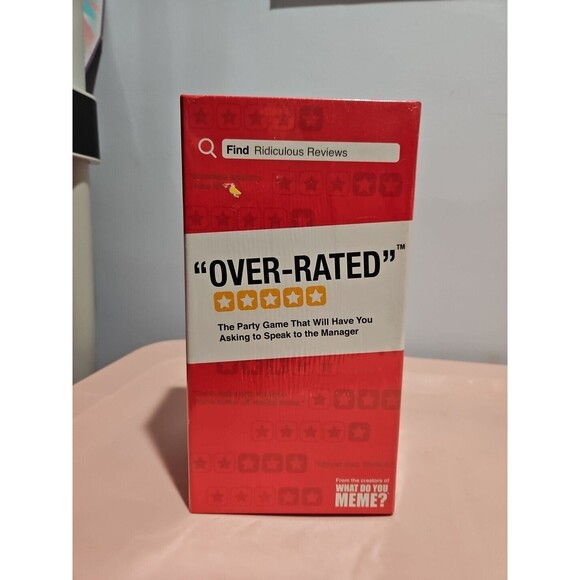 Find Ridiculous Reviews
“OVER-RATED”™
The Party Game That Will Have You
Asking to Speak to the Manager
From the creators of
WHAT DO YOU
MEME?®